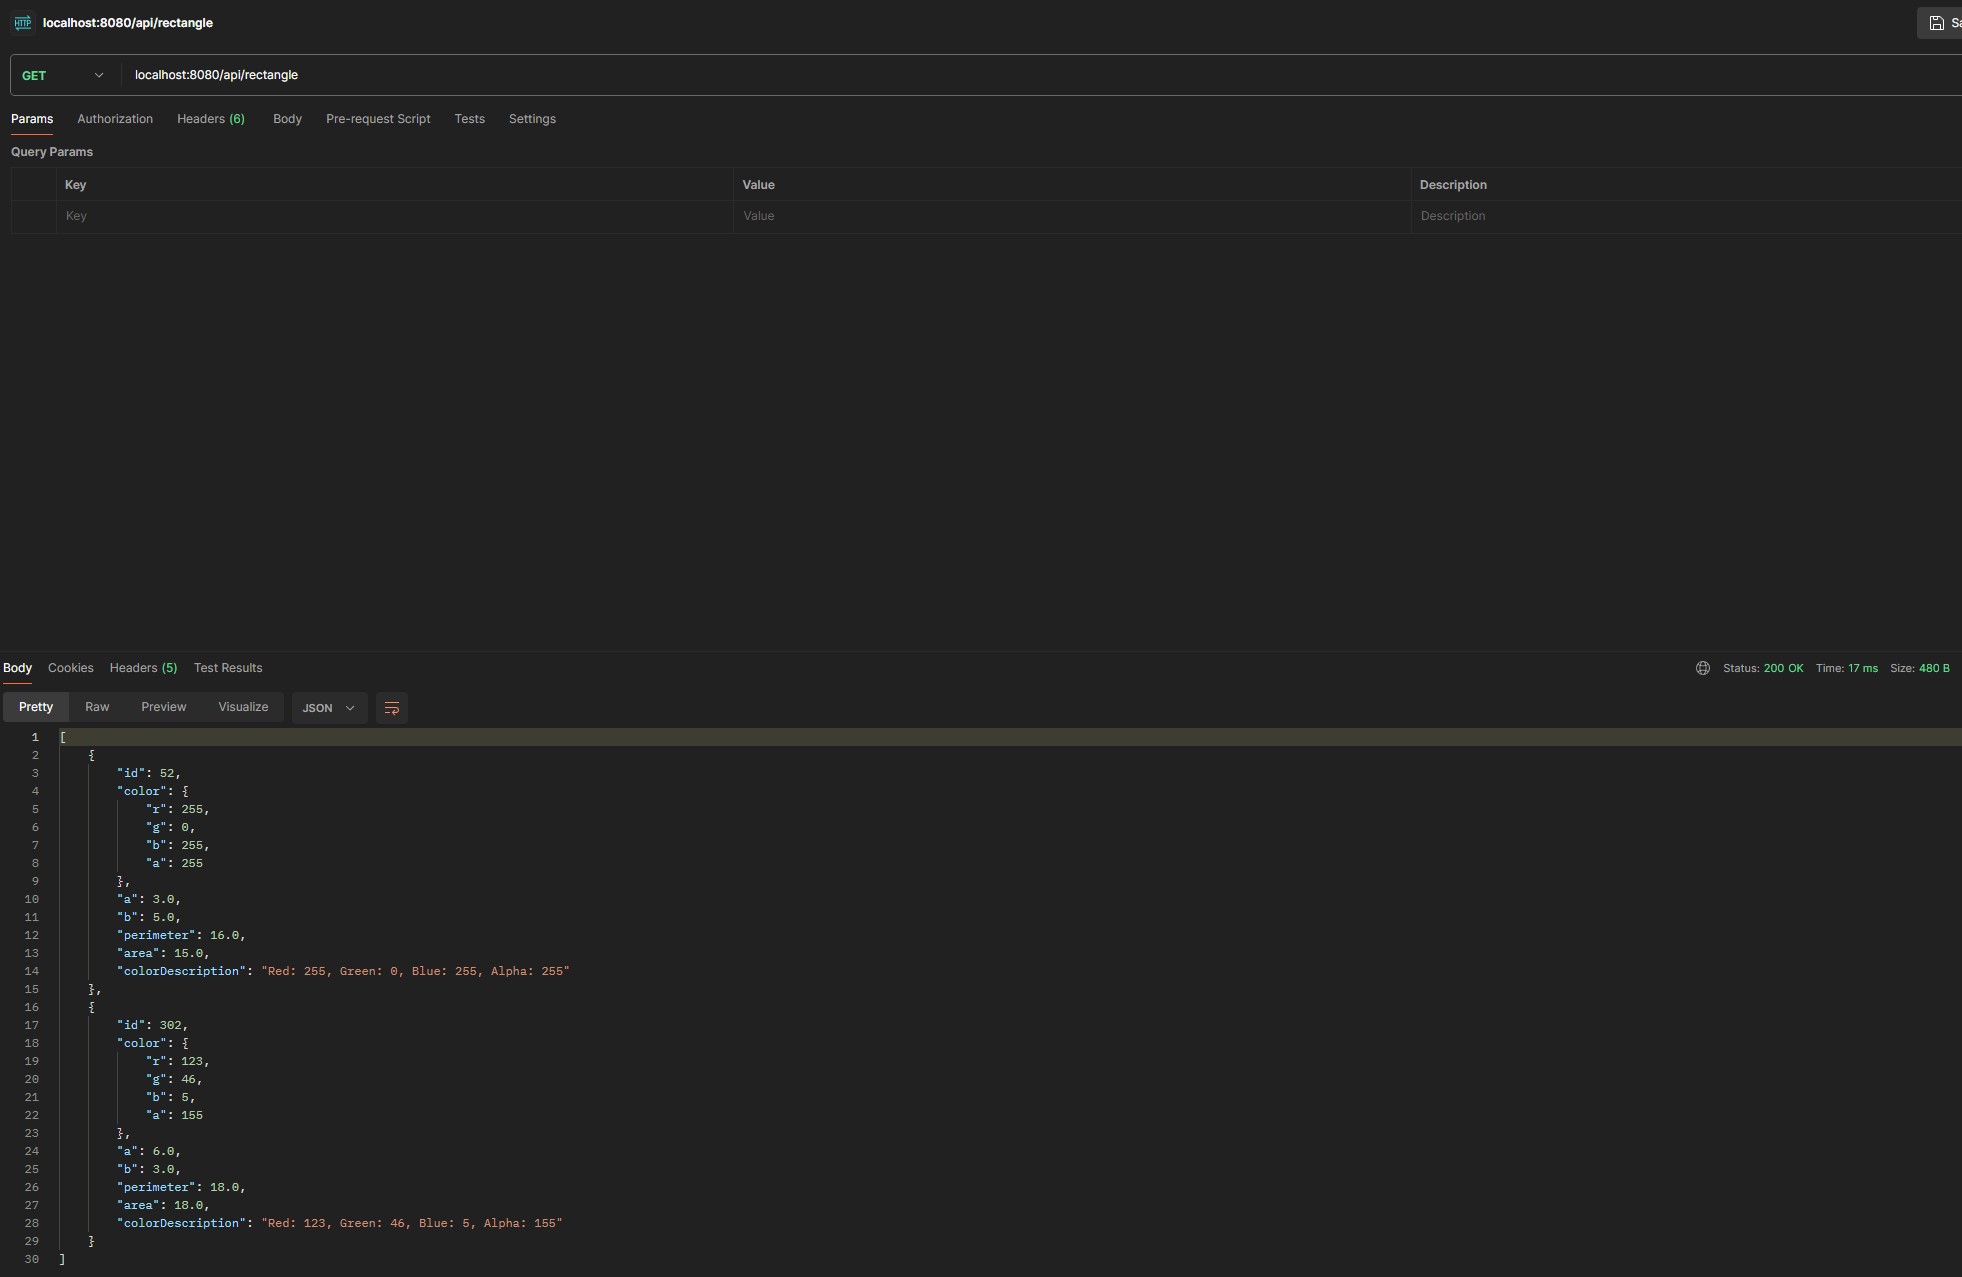 HTTP localhost:8080/api/rectangle
GET localhost:8080/api/rectangle
Params Authorization Headers (6) Body Pre-request Script Tests Settings
Query Params
Key Value Description
Key Value Description
Body Cookies Headers (5) Test Results Status: 200 OK Time: 17 ms Size: 480 B
Pretty Raw Preview Visualize JSON
1 [
2 {
3 "id": 52,
4 "color": {
5 "r": 255,
6 "g": 0,
7 "b": 255,
8 "a": 255
9 },
10 "a": 3.0,
11 "b": 5.0,
12 "perimeter": 16.0,
13 "area": 15.0,
14 "colorDescription": "Red: 255, Green: 0, Blue: 255, Alpha: 255"
15 },
16 {
17 "id": 302,
18 "color": {
19 "r": 123,
20 "g": 46,
21 "b": 5,
22 "a": 155
23 },
24 "a": 6.0,
25 "b": 3.0,
26 "perimeter": 18.0,
27 "area": 18.0,
28 "colorDescription": "Red: 123, Green: 46, Blue: 5, Alpha: 155"
29 }
30 ]